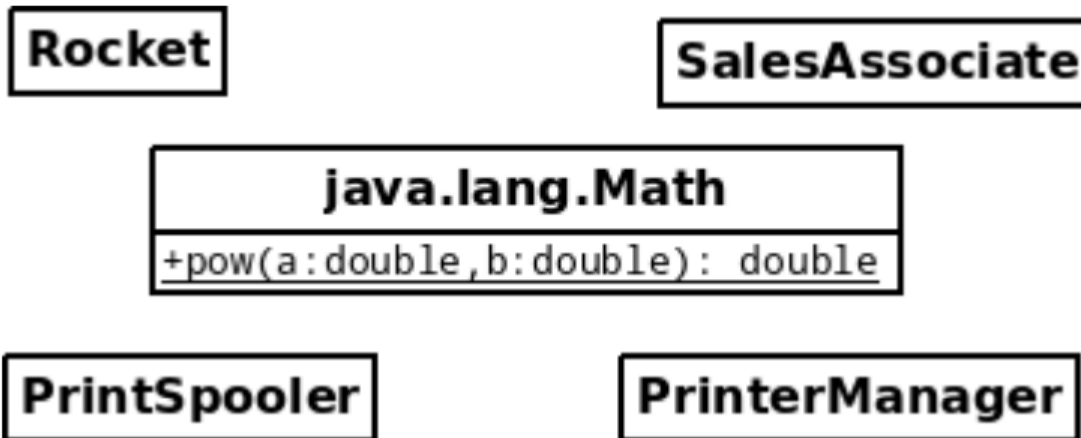 Rocket
SalesAssociate
java.lang.Math
+pow(a:double,b:double): double
PrintSpooler
PrinterManager